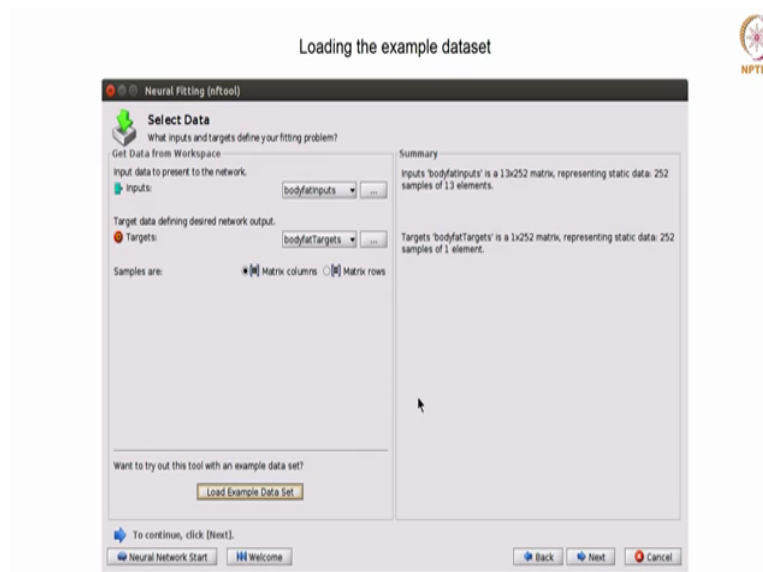 Loading the example dataset
NPTE
Neural Fitting (nftool)
Select Data
What inputs and targets define your fitting problem?
Get Data from Workspace
Input data to present to the network.
Inputs:
bodyfatInputs
...
Target data defining desired network output.
Targets:
bodyfatTargets
...
Samples are:
Matrix columns
Matrix rows
Want to try out this tool with an example data set?
Load Example Data Set
Summary
Inputs 'bodyfatInputs' is a 13x252 matrix, representing static data: 252
samples of 13 elements.
Targets 'bodyfatTargets' is a 1x252 matrix, representing static data: 252
samples of 1 element.
To continue, click [Next].
Neural Network Start
Welcome
Back
Next
Cancel